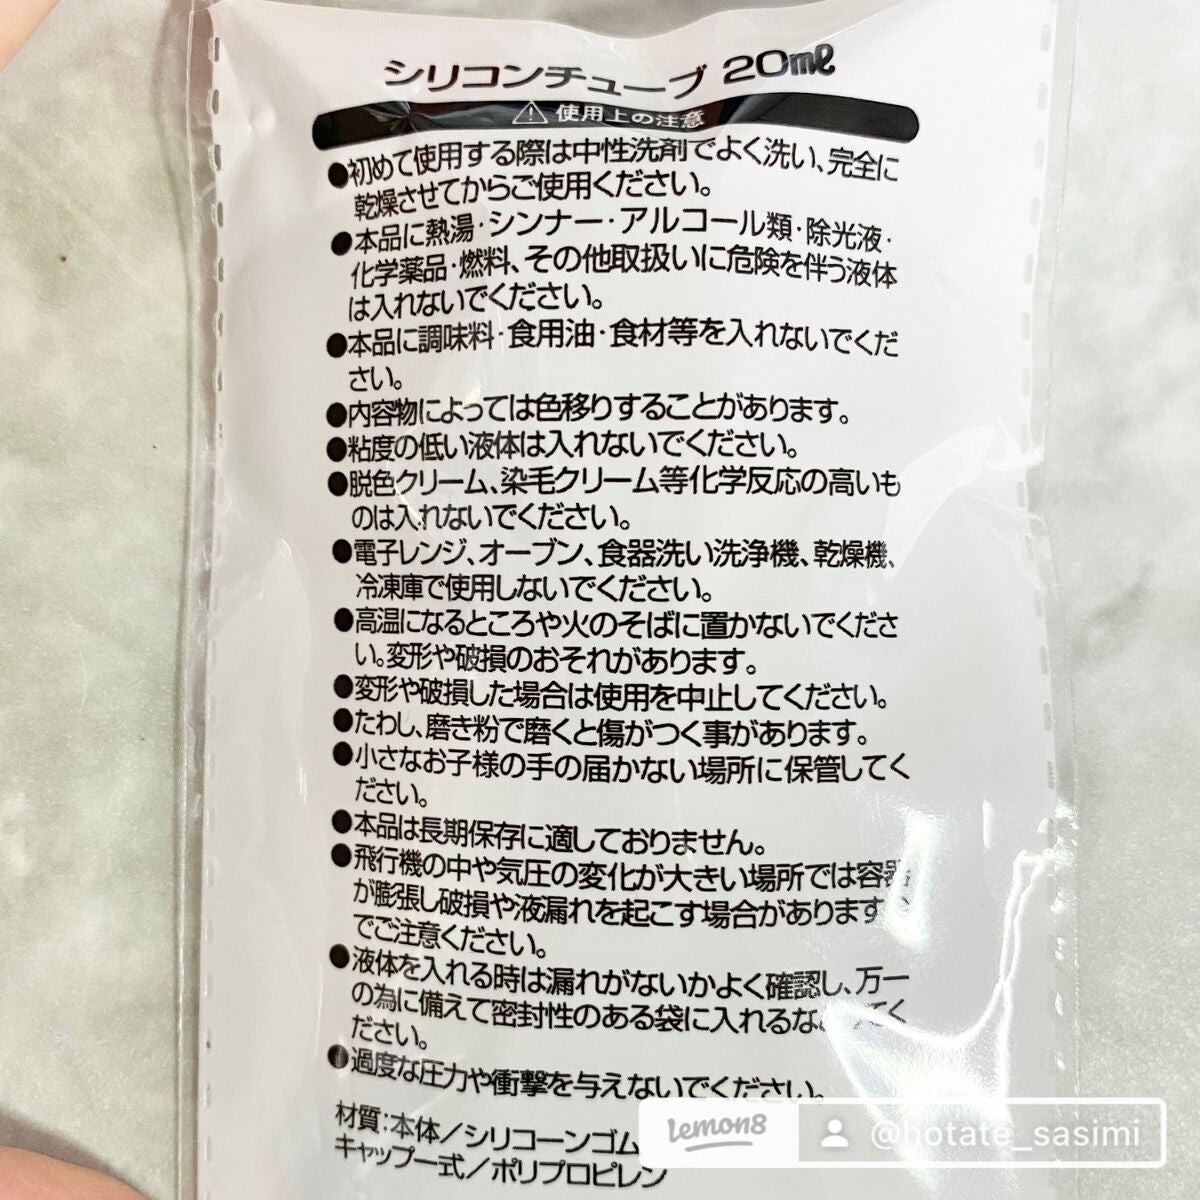 シリコンチューブ 20mℓ
⚠使用上の注意
●初めて使用する際は中性洗剤でよく洗い、完全に
乾燥させてからご使用ください。
●本品に熱湯・シンナー・アルコール類・除光液・
化学薬品・燃料、その他取扱いに危険を伴う液体
は入れないでください。
●本品に調味料・食用油・食材等を入れないでくだ
さい。
●内容物によっては色移りすることがあります。
●粘度の低い液体は入れないでください。
●脱色クリーム、染毛クリーム等化学反応の高いも
のは入れないでください。
●電子レンジ、オーブン、食器洗い洗浄機、乾燥機、
冷凍庫で使用しないでください。
●高温になるところや火のそばに置かないでくださ
い。変形や破損のおそれがあります。
●変形や破損した場合は使用を中止してください。
●たわし、磨き粉で磨くと傷がつく事があります。
●小さなお子様の手の届かない場所に保管してく
ださい。
●本品は長期保存に適しておりません。
●飛行機の中や気圧の変化が大きい場所では容器
が膨張し破損や液漏れを起こす場合があります
でご注意ください。
●液体を入れる時は漏れがないかよく確認し、万一
の為に備えて密封性のある袋に入れるな してく
ださい。
●過度な圧力や衝撃を与えないでください。
材質:本体/シリコーンゴム
キャップ一式/ポリプロピレン
lemon8
@hotate_sasimi